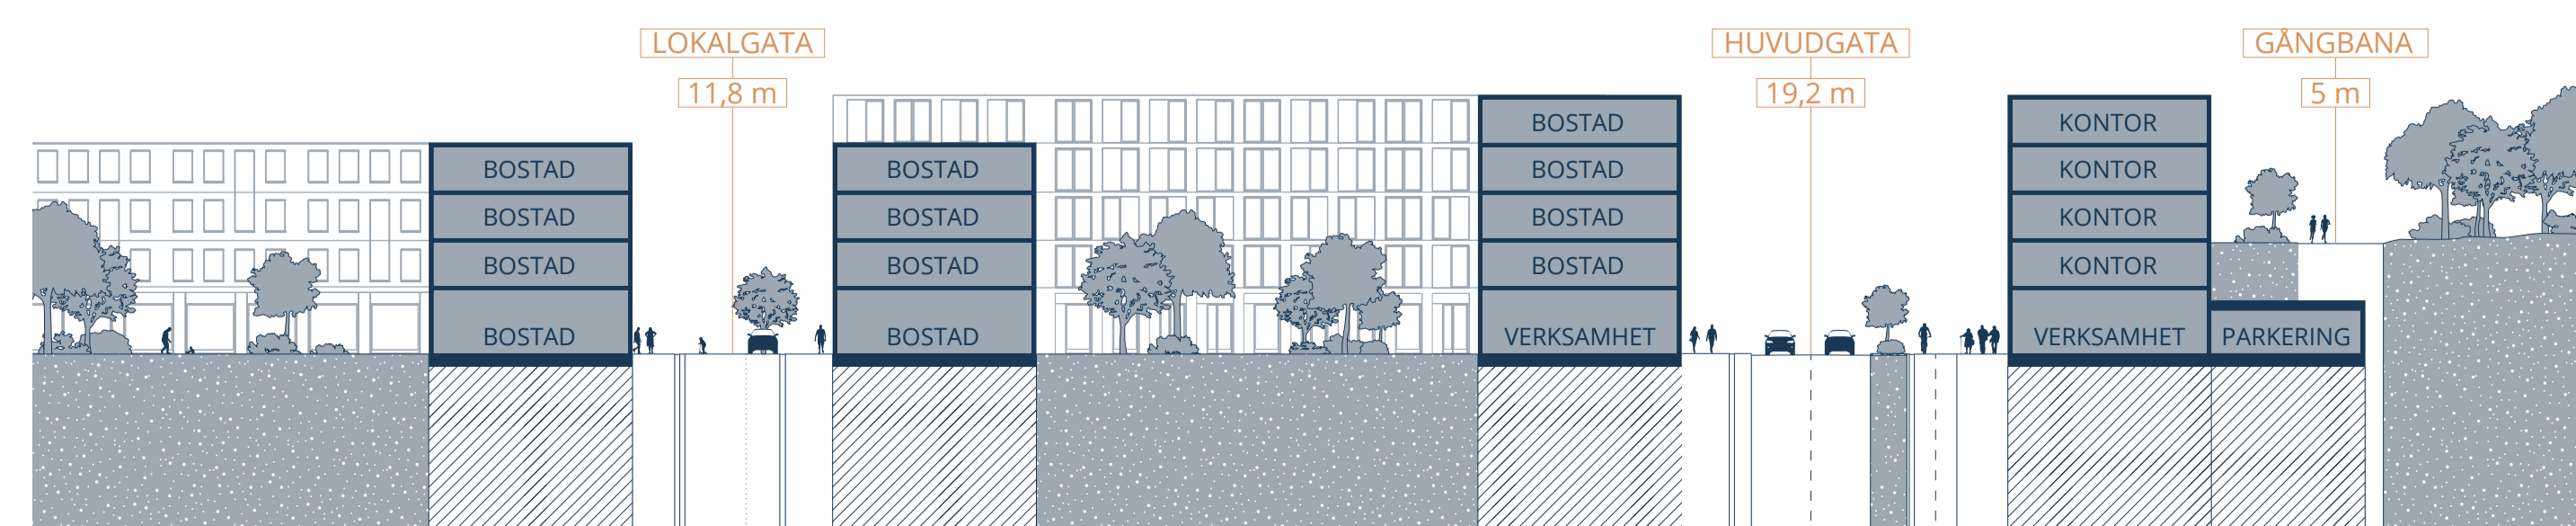 LOKALGATA
11,8 m
HUVUDGATA
19,2 m
GÅNGBANA
5 m
BOSTAD
BOSTAD
BOSTAD
BOSTAD
BOSTAD
BOSTAD
BOSTAD
BOSTAD
BOSTAD
BOSTAD
BOSTAD
VERKSAMHET
KONTOR
KONTOR
KONTOR
KONTOR
VERKSAMHET
PARKERING